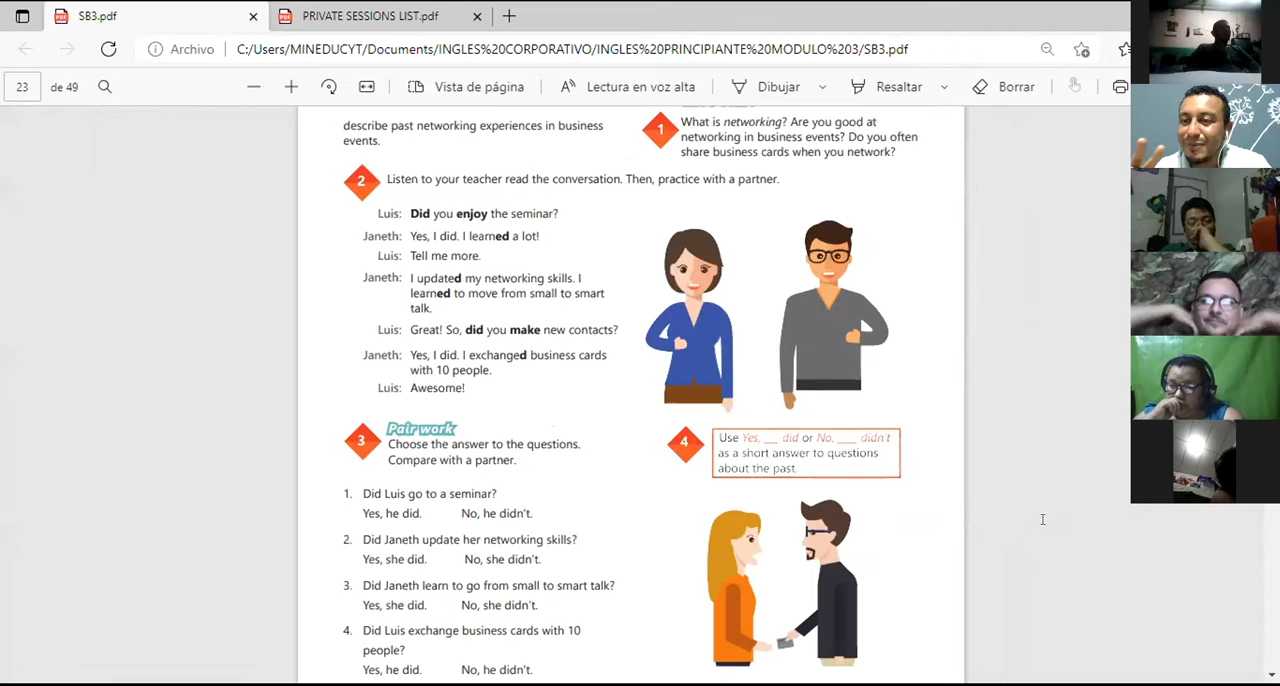 SB3.pdf
PRIVATE SESSIONS LIST.pdf
Archivo C:/Users/MINEDUCYT/Documents/INGLES%20CORPORATIVO/INGLES%20PRINCIPIANTE%20MODULO%203/SB3.pdf
23 de 49 Vista de página Lectura en voz alta Dibujar Resaltar Borrar
describe past networking experiences in business
events.
1
What is networking? Are you good at
networking in business events? Do you often
share business cards when you network?
2 Listen to your teacher read the conversation. Then, practice with a partner.
Luis: Did you enjoy the seminar?
Janeth: Yes, I did. I learned a lot!
Luis: Tell me more.
Janeth: I updated my networking skills. I
learned to move from small to smart
talk.
Luis: Great! So, did you make new contacts?
Janeth: Yes, I did. I exchanged business cards
with 10 people.
Luis: Awesome!
3 Pair work
Choose the answer to the questions.
Compare with a partner.
1. Did Luis go to a seminar?
Yes, he did. No, he didn't.
2. Did Janeth update her networking skills?
Yes, she did. No, she didn't.
3. Did Janeth learn to go from small to smart talk?
Yes, she did. No, she didn't.
4. Did Luis exchange business cards with 10
people?
Yes, he did. No, he didn't.
4
Use Yes, ___ did or No, ___ didn't
as a short answer to questions
about the past.